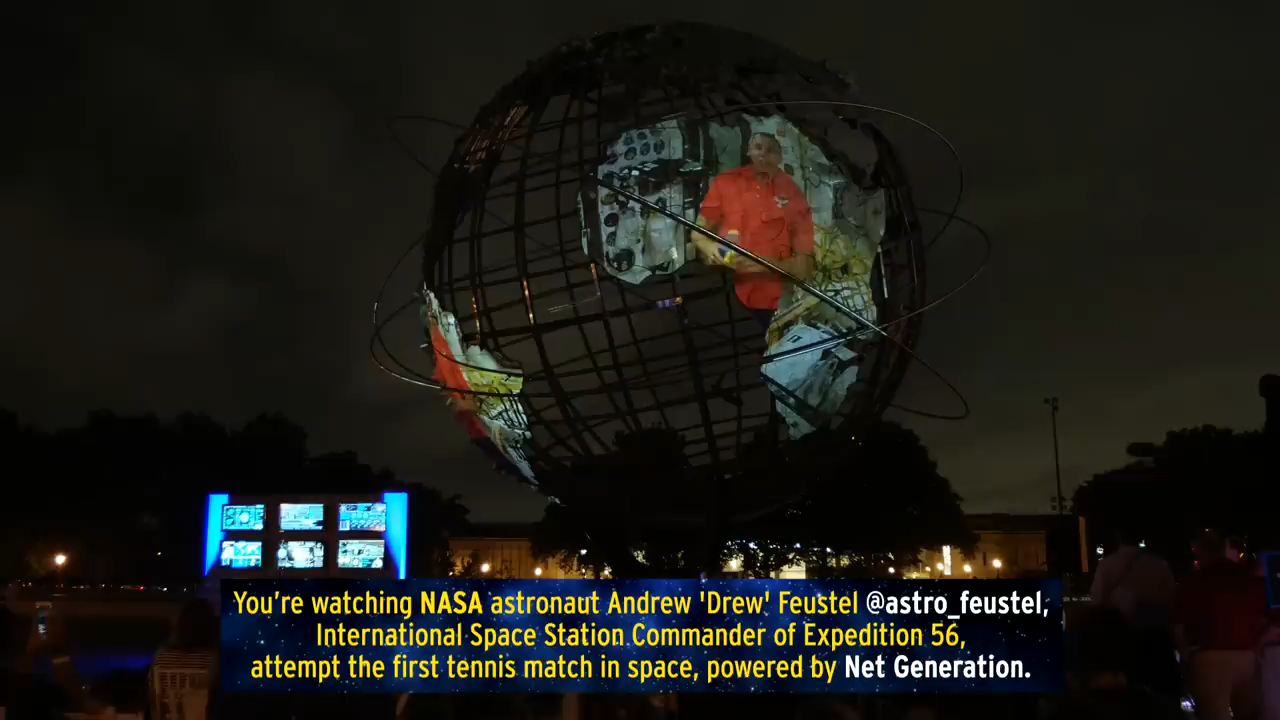 You're watching NASA astronaut Andrew 'Drew' Feustel @astro_feustel,
International Space Station Commander of Expedition 56,
attempt the first tennis match in space, powered by Net Generation.